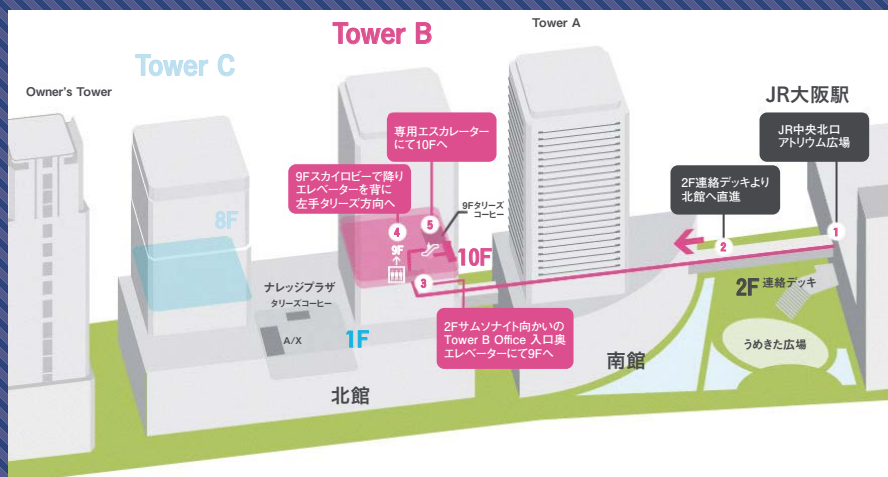 Tower A
Tower B
Tower C
Owner's Tower
JR大阪駅
JR中央北口
アトリウム広場
1
2F連絡デッキより
北館へ直進
2
専用エスカレーター
にて10Fへ
5
9Fスカイロビーで降り
エレベーターを背に
左手タリーズ方向へ
4
9Fタリーズ
コーヒー
9F
↑
10F
3
8F
2F 連絡デッキ
ナレッジプラザ
タリーズコーヒー
A/X
1F
2Fサムソナイト向かいの
Tower B Office 入口奥
エレベーターにて9Fへ
うめきた広場
南館
北館